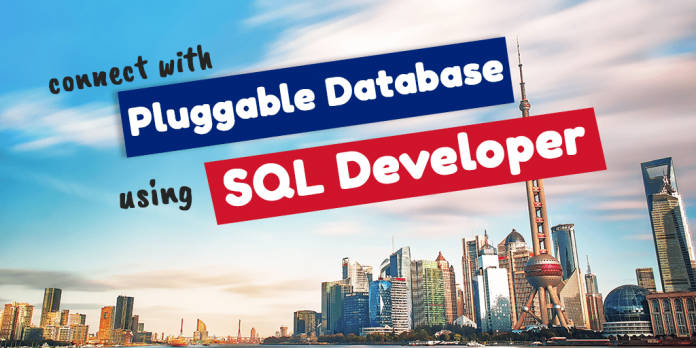 connect with
Pluggable Database
using
SQL Developer